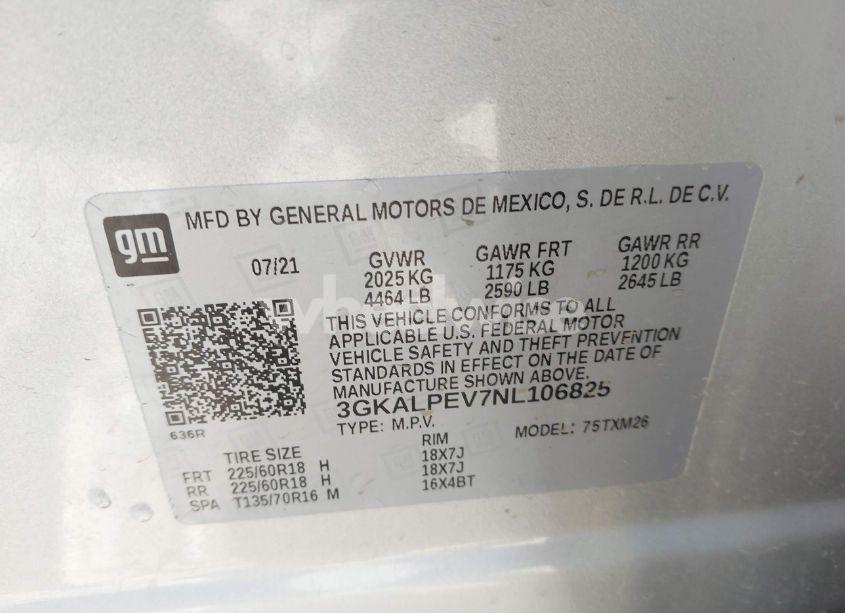 gm
MFD BY GENERAL MOTORS DE MEXICO, S. DE R.L. DE C.V.
07/21
GVWR GAWR FRT GAWR RR
2025 KG 1175 KG 1200 KG
4464 LB 2590 LB 2645 LB
THIS VEHICLE CONFORMS TO ALL
APPLICABLE U.S. FEDERAL MOTOR
VEHICLE SAFETY AND THEFT PREVENTION
STANDARDS IN EFFECT ON THE DATE OF
MANUFACTURE SHOWN ABOVE.
3GKALPEV7NL106825
TYPE: M.P.V. MODEL: 75TXM26
636R
TIRE SIZE RIM
FRT 225/60R18 H 18X7J
RR 225/60R18 H 18X7J
SPA T135/70R16 M 16X4BT